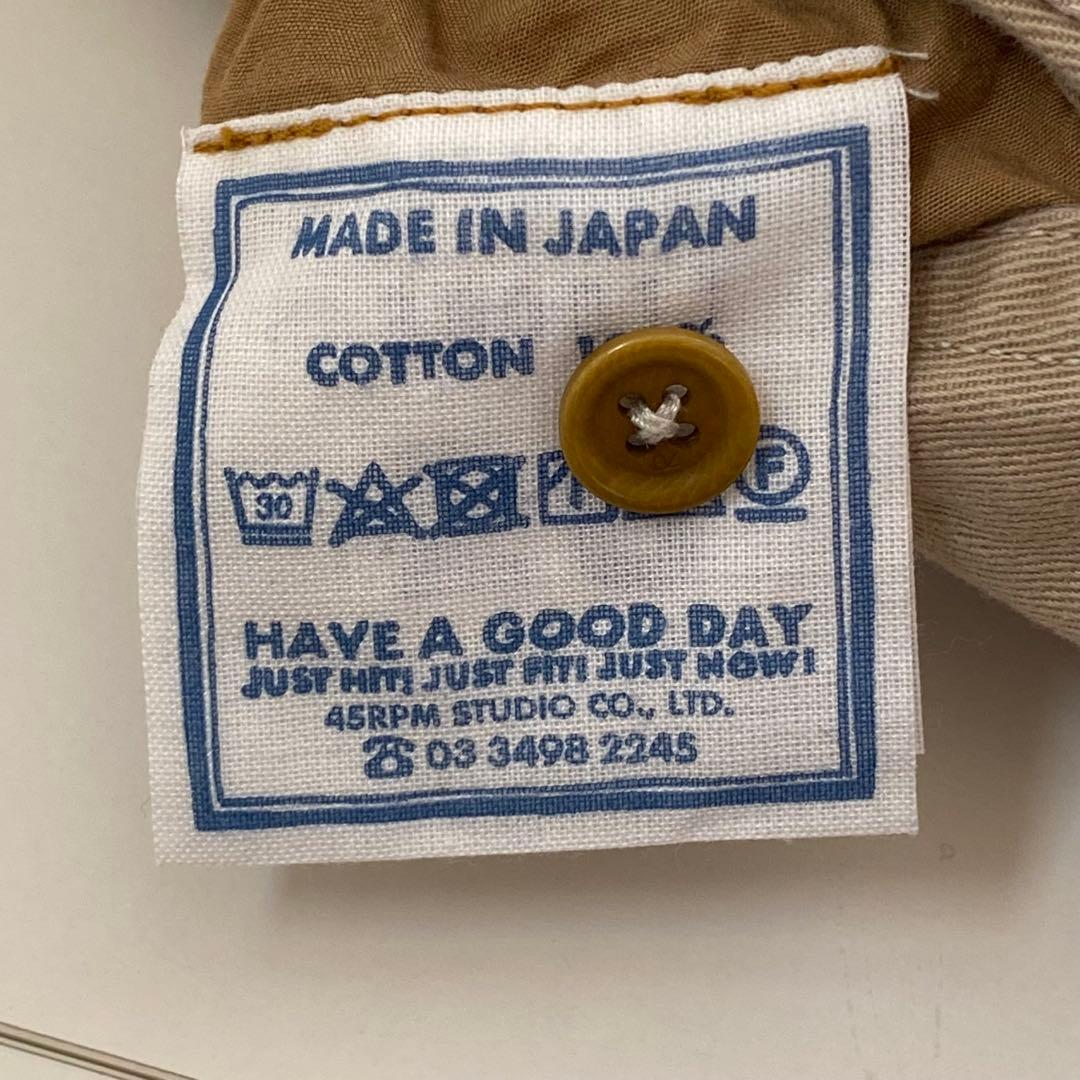 MADE IN JAPAN
COTTON
30
F
HAVE A GOOD DAY
JUST HIT! JUST FIT! JUST NOW!
45RPM STUDIO CO., LTD.
☎ 03 3498 2245